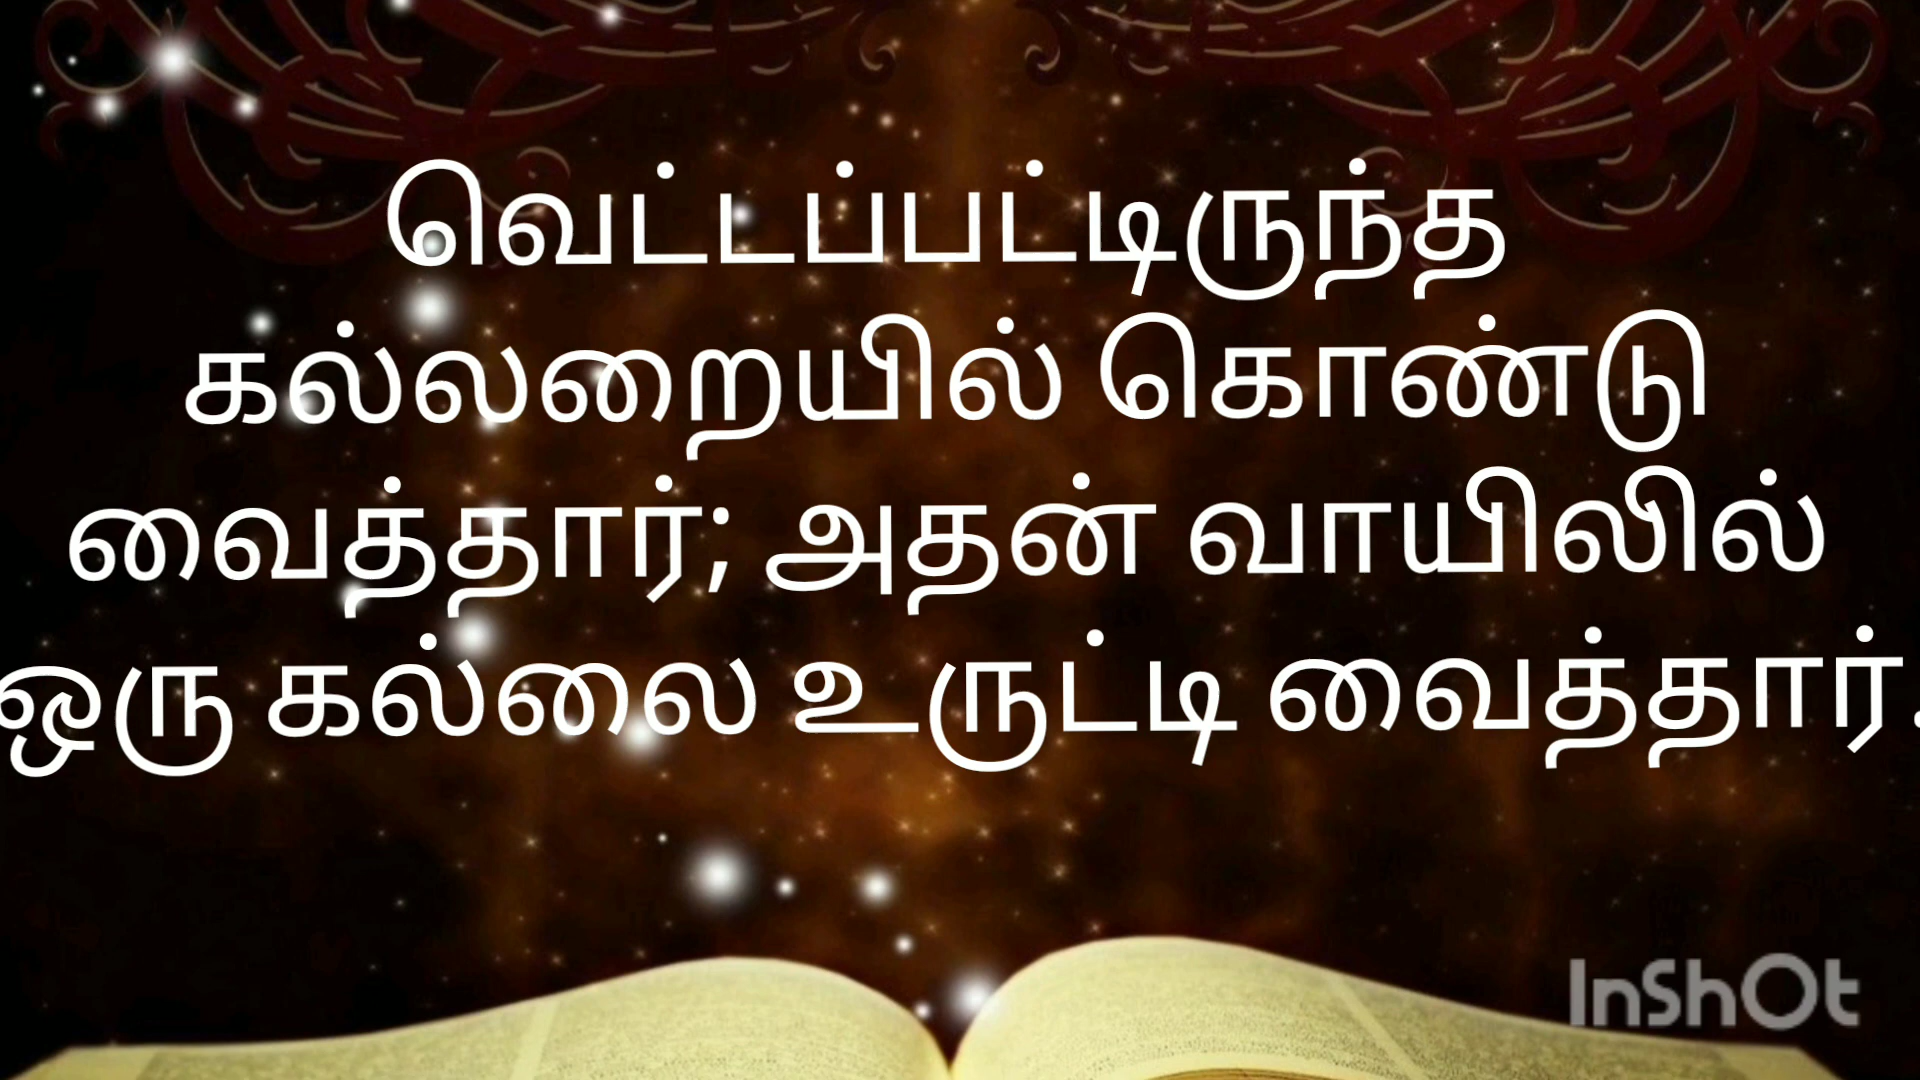 வெட்டப்பட்டிருந்த
கல்லறையில் கொண்டு
வைத்தார்; அதன் வாயிலில்
ஒரு கல்லை உருட்டி வைத்தார்.
InShOt